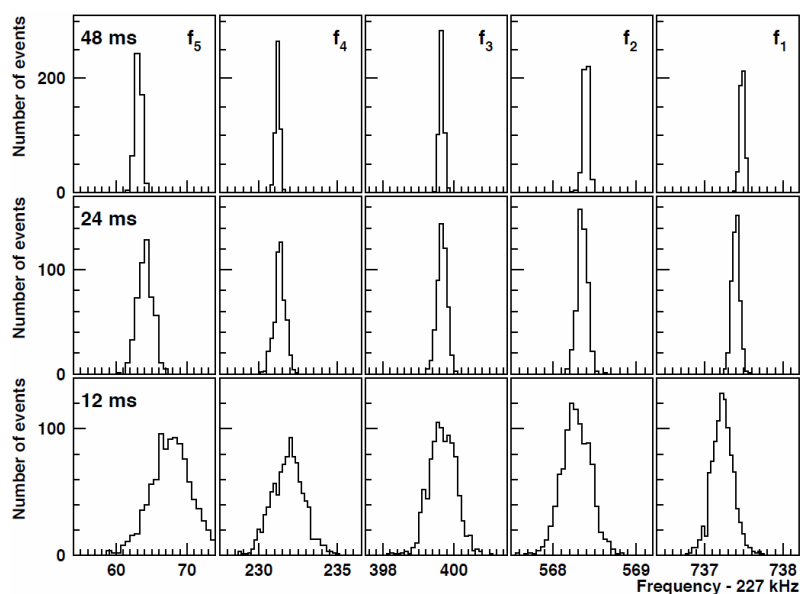 48 ms f5 f4 f3 f2 f1
Number of events
200
0
24 ms
Number of events
100
0
12 ms
Number of events
100
0
60 70 230 235 398 400 568 569 737 738
Frequency - 227 kHz